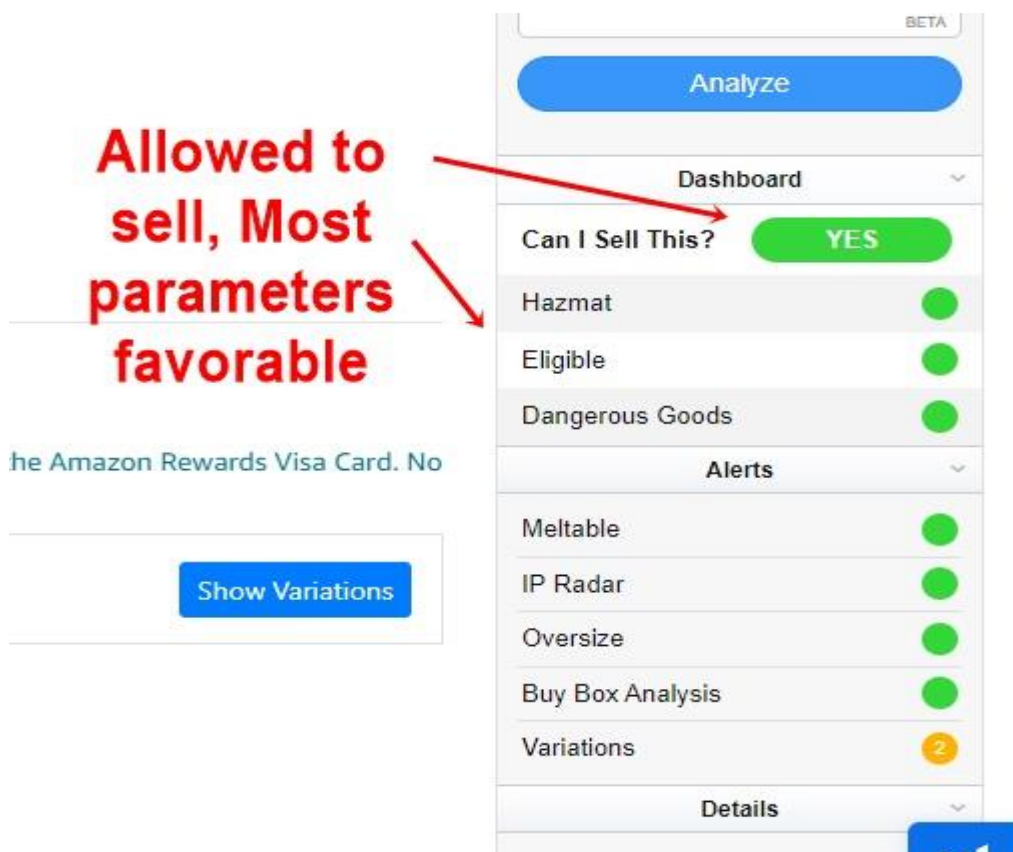 BETA
Analyze
Allowed to
sell, Most
parameters
favorable
Dashboard
Can I Sell This? YES
Hazmat
Eligible
Dangerous Goods
he Amazon Rewards Visa Card. No
Alerts
Meltable
Show Variations
IP Radar
Oversize
Buy Box Analysis
Variations 2
Details